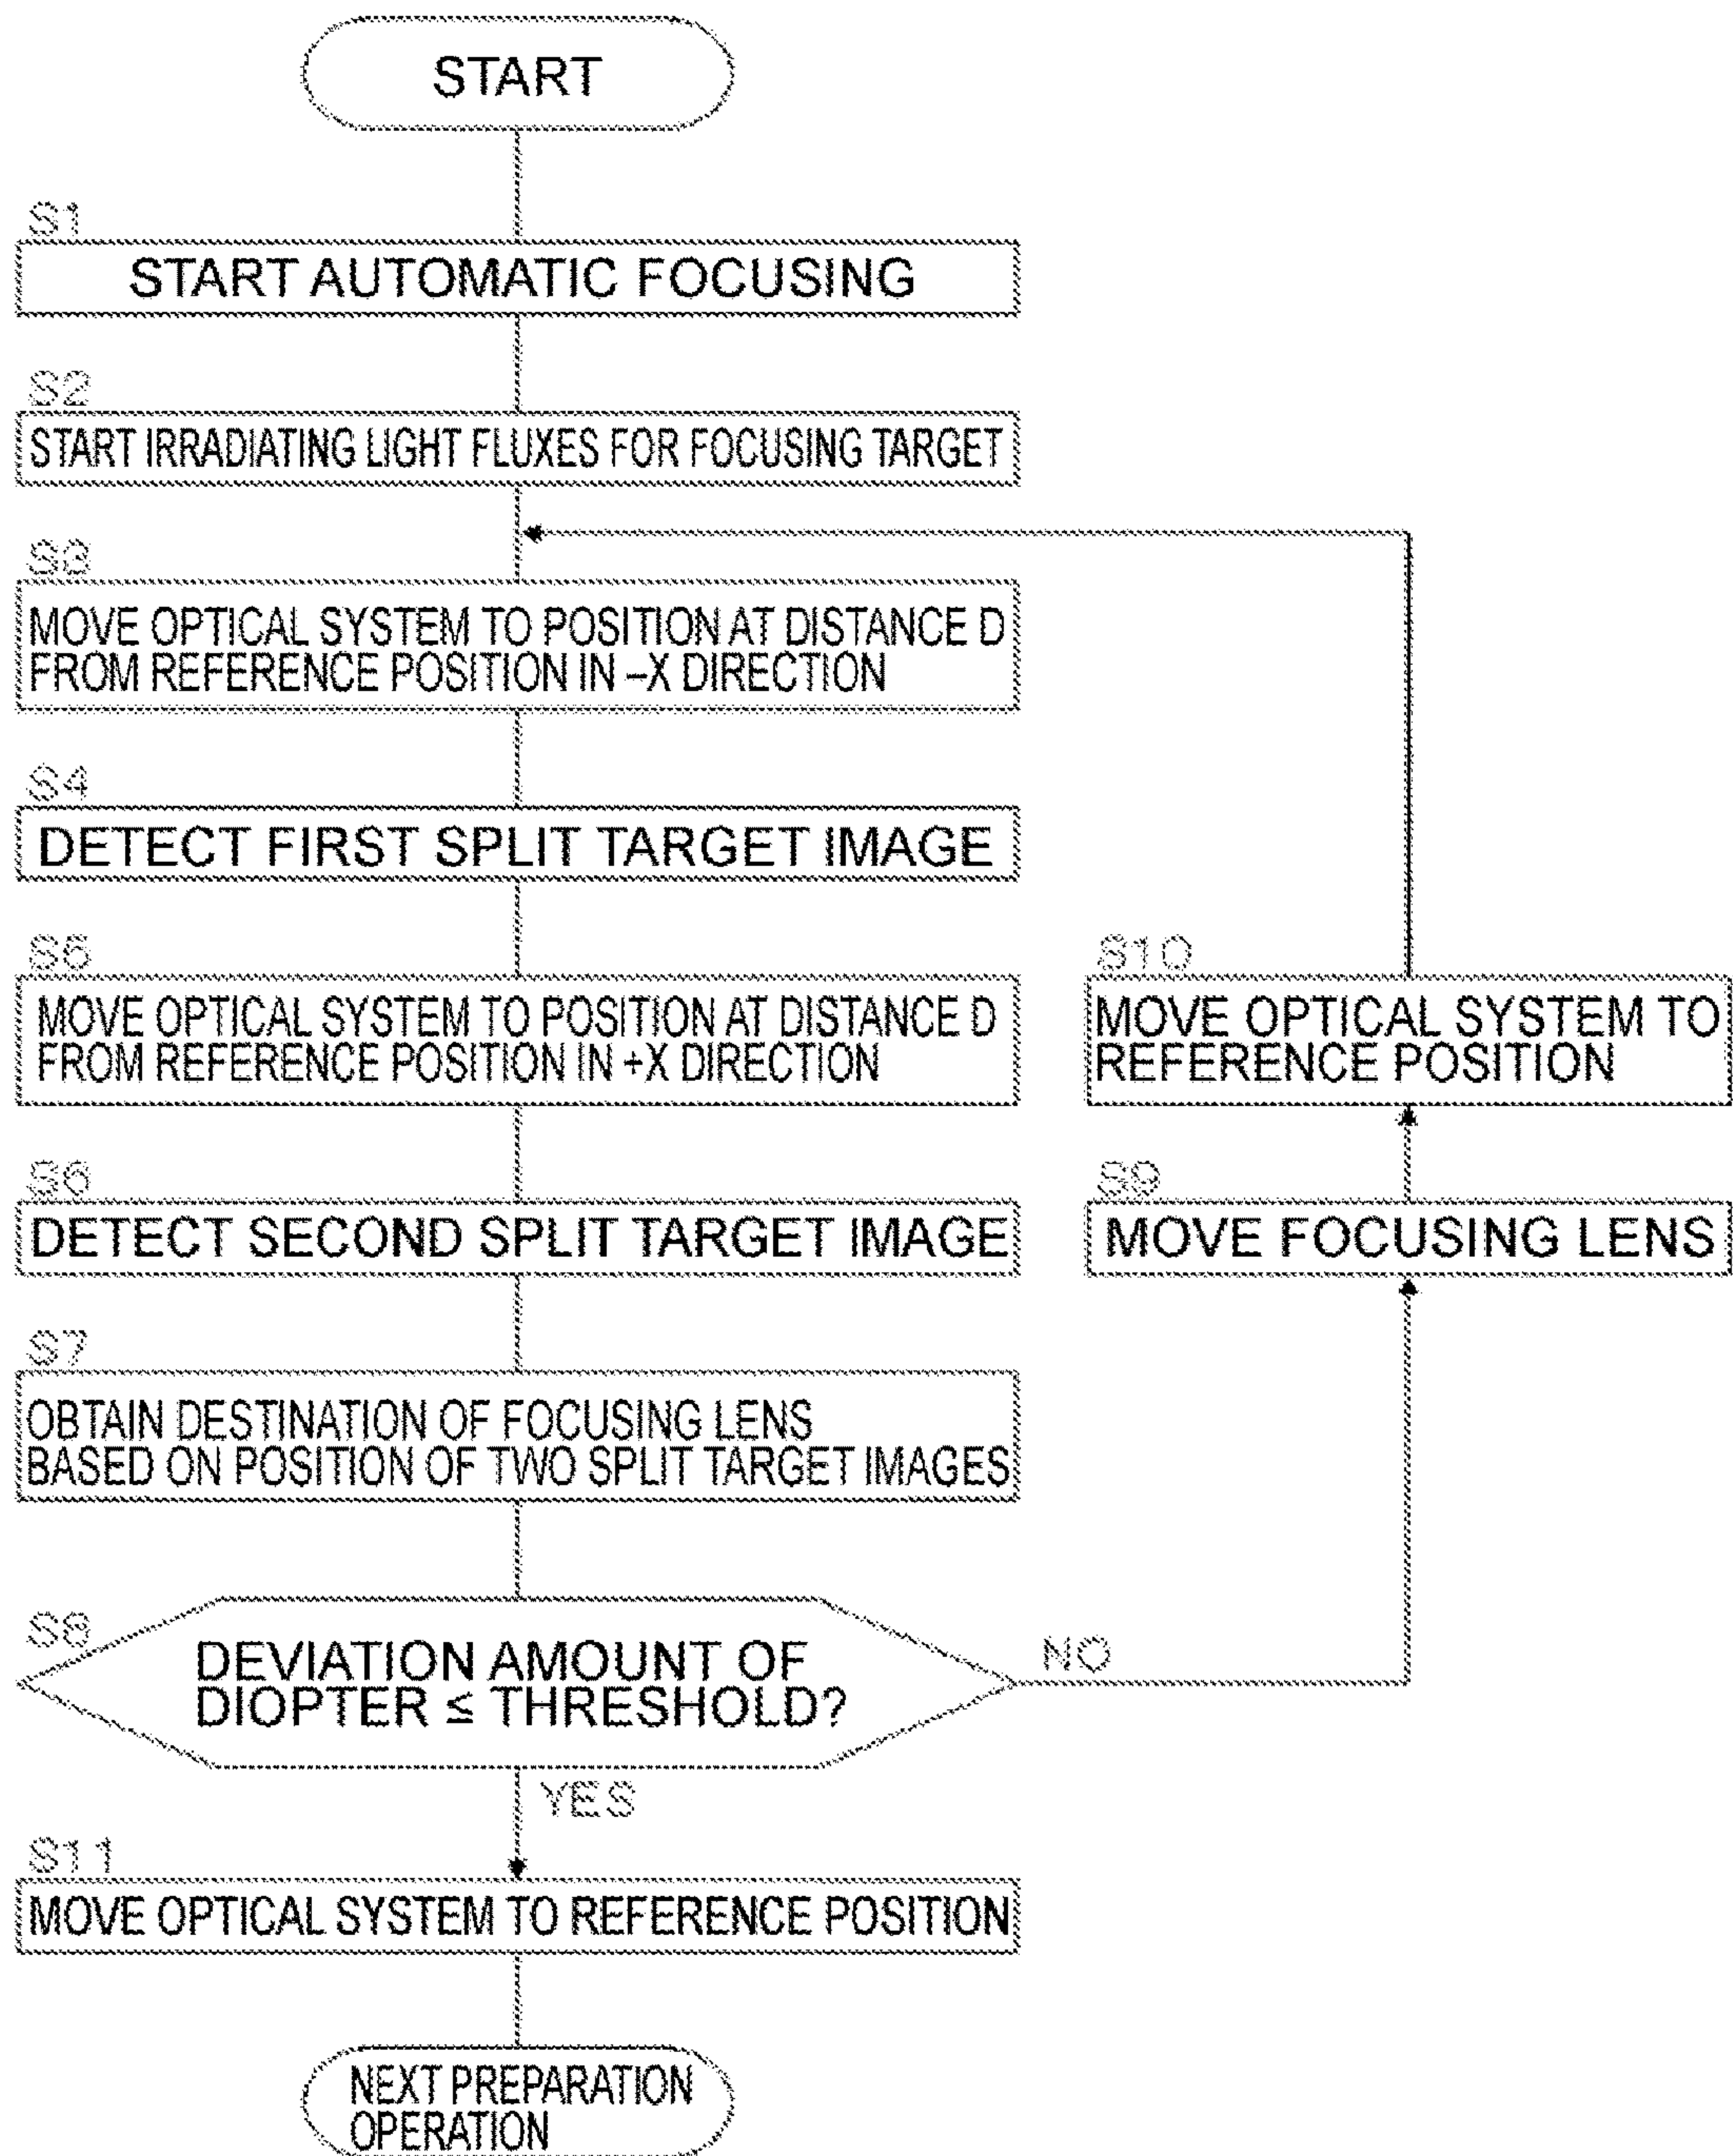 START
S1
START AUTOMATIC FOCUSING
S2
START IRRADIATING LIGHT FLUXES FOR FOCUSING TARGET
S3
MOVE OPTICAL SYSTEM TO POSITION AT DISTANCE D
FROM REFERENCE POSITION IN –X DIRECTION
S4
DETECT FIRST SPLIT TARGET IMAGE
S5
MOVE OPTICAL SYSTEM TO POSITION AT DISTANCE D
FROM REFERENCE POSITION IN +X DIRECTION
S10
MOVE OPTICAL SYSTEM TO
REFERENCE POSITION
S6
DETECT SECOND SPLIT TARGET IMAGE
S9
MOVE FOCUSING LENS
S7
OBTAIN DESTINATION OF FOCUSING LENS
BASED ON POSITION OF TWO SPLIT TARGET IMAGES
S8
DEVIATION AMOUNT OF
DIOPTER ≤ THRESHOLD?
NO
YES
S11
MOVE OPTICAL SYSTEM TO REFERENCE POSITION
NEXT PREPARATION
OPERATION